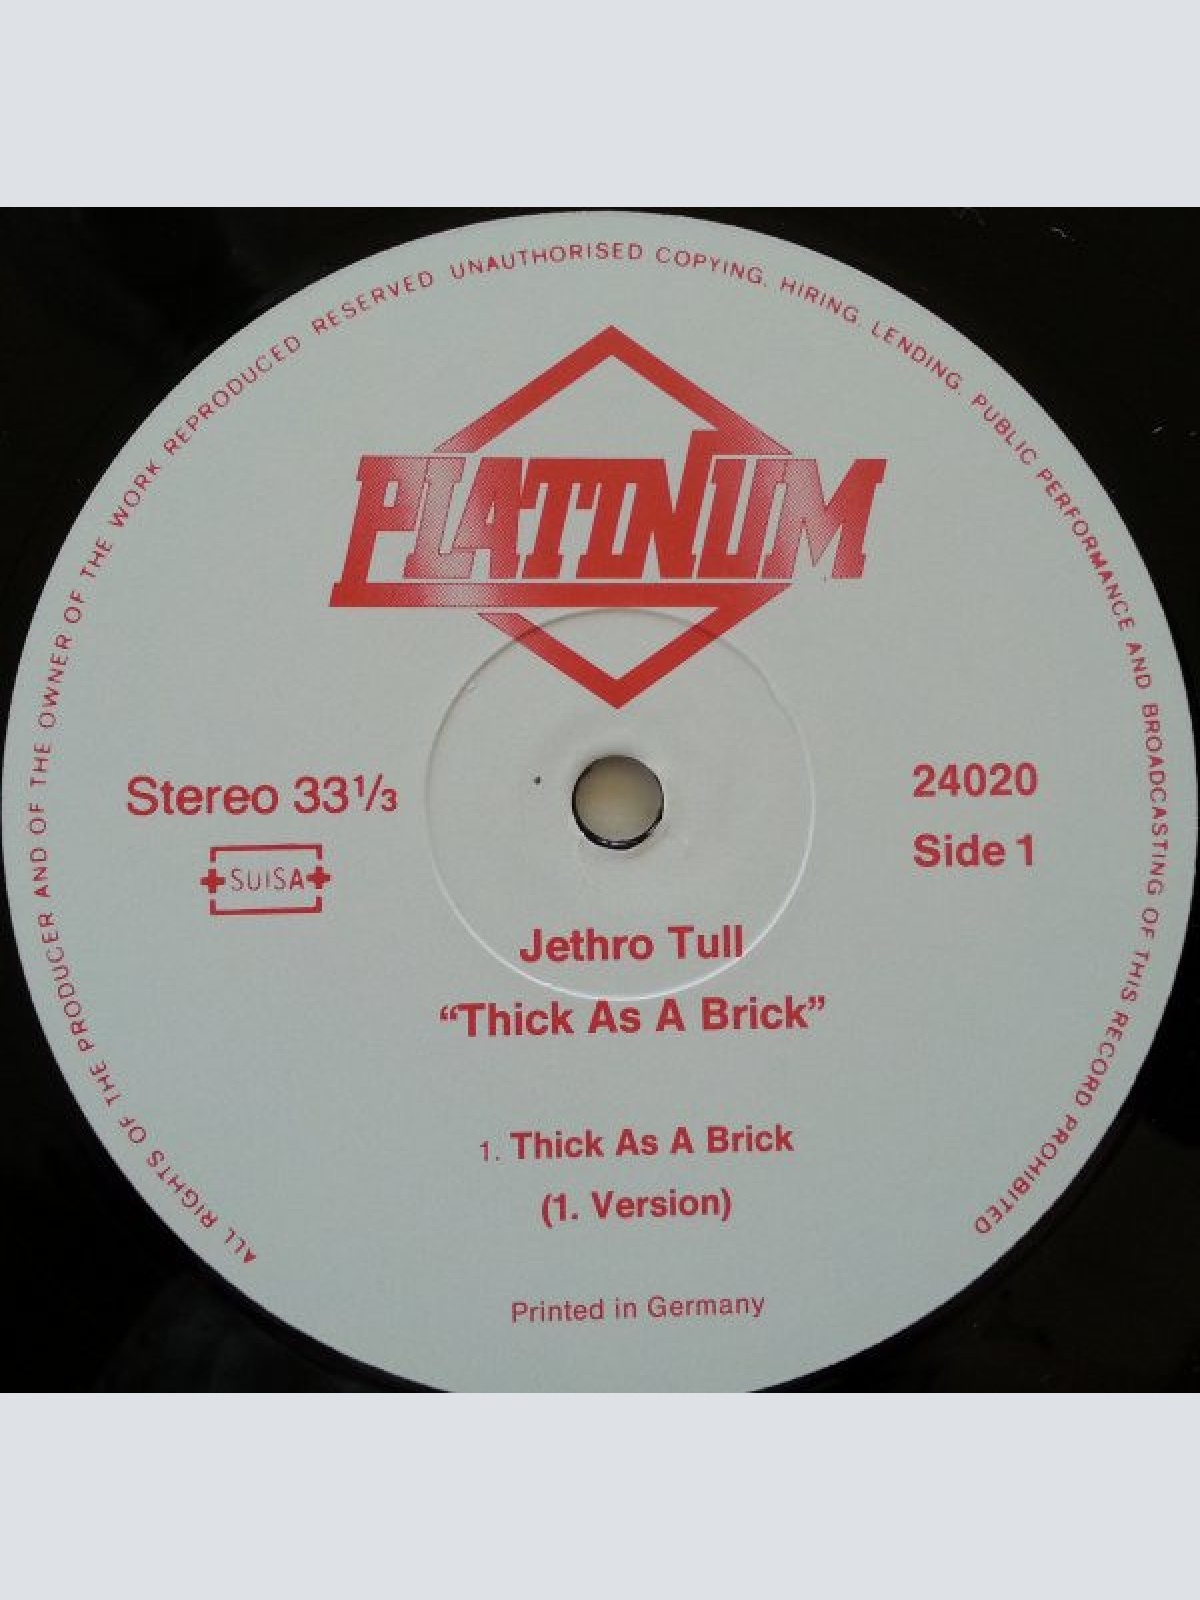 ALL RIGHTS OF THE PRODUCER AND OF THE OWNER OF THE WORK REPRODUCED RESERVED UNAUTHORISED COPYING. HIRING. LENDING. PUBLIC PERFORMANCE AND BROADCASTING OF THIS RECORD PROHIBITED
PLATINUM
Stereo 33⅓
SUISA
24020
Side 1
Jethro Tull
“Thick As A Brick”
1. Thick As A Brick
(1. Version)
Printed in Germany